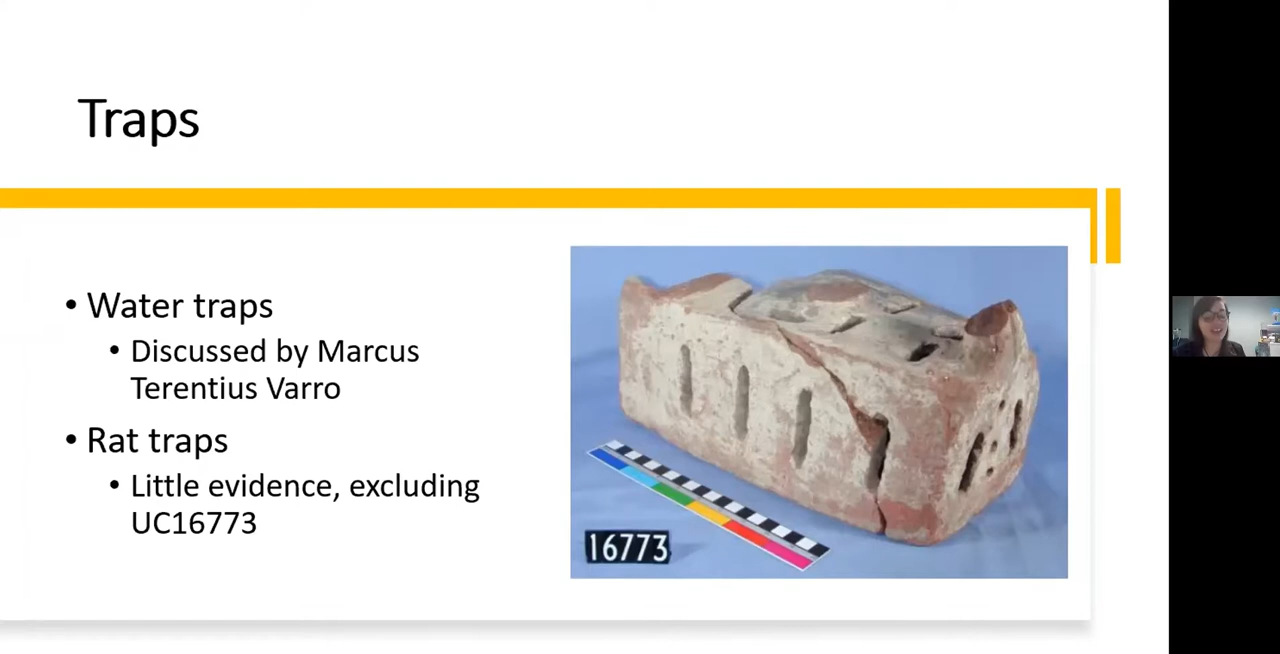 Traps
• Water traps
• Discussed by Marcus
Terentius Varro
• Rat traps
• Little evidence, excluding
UC16773
16773